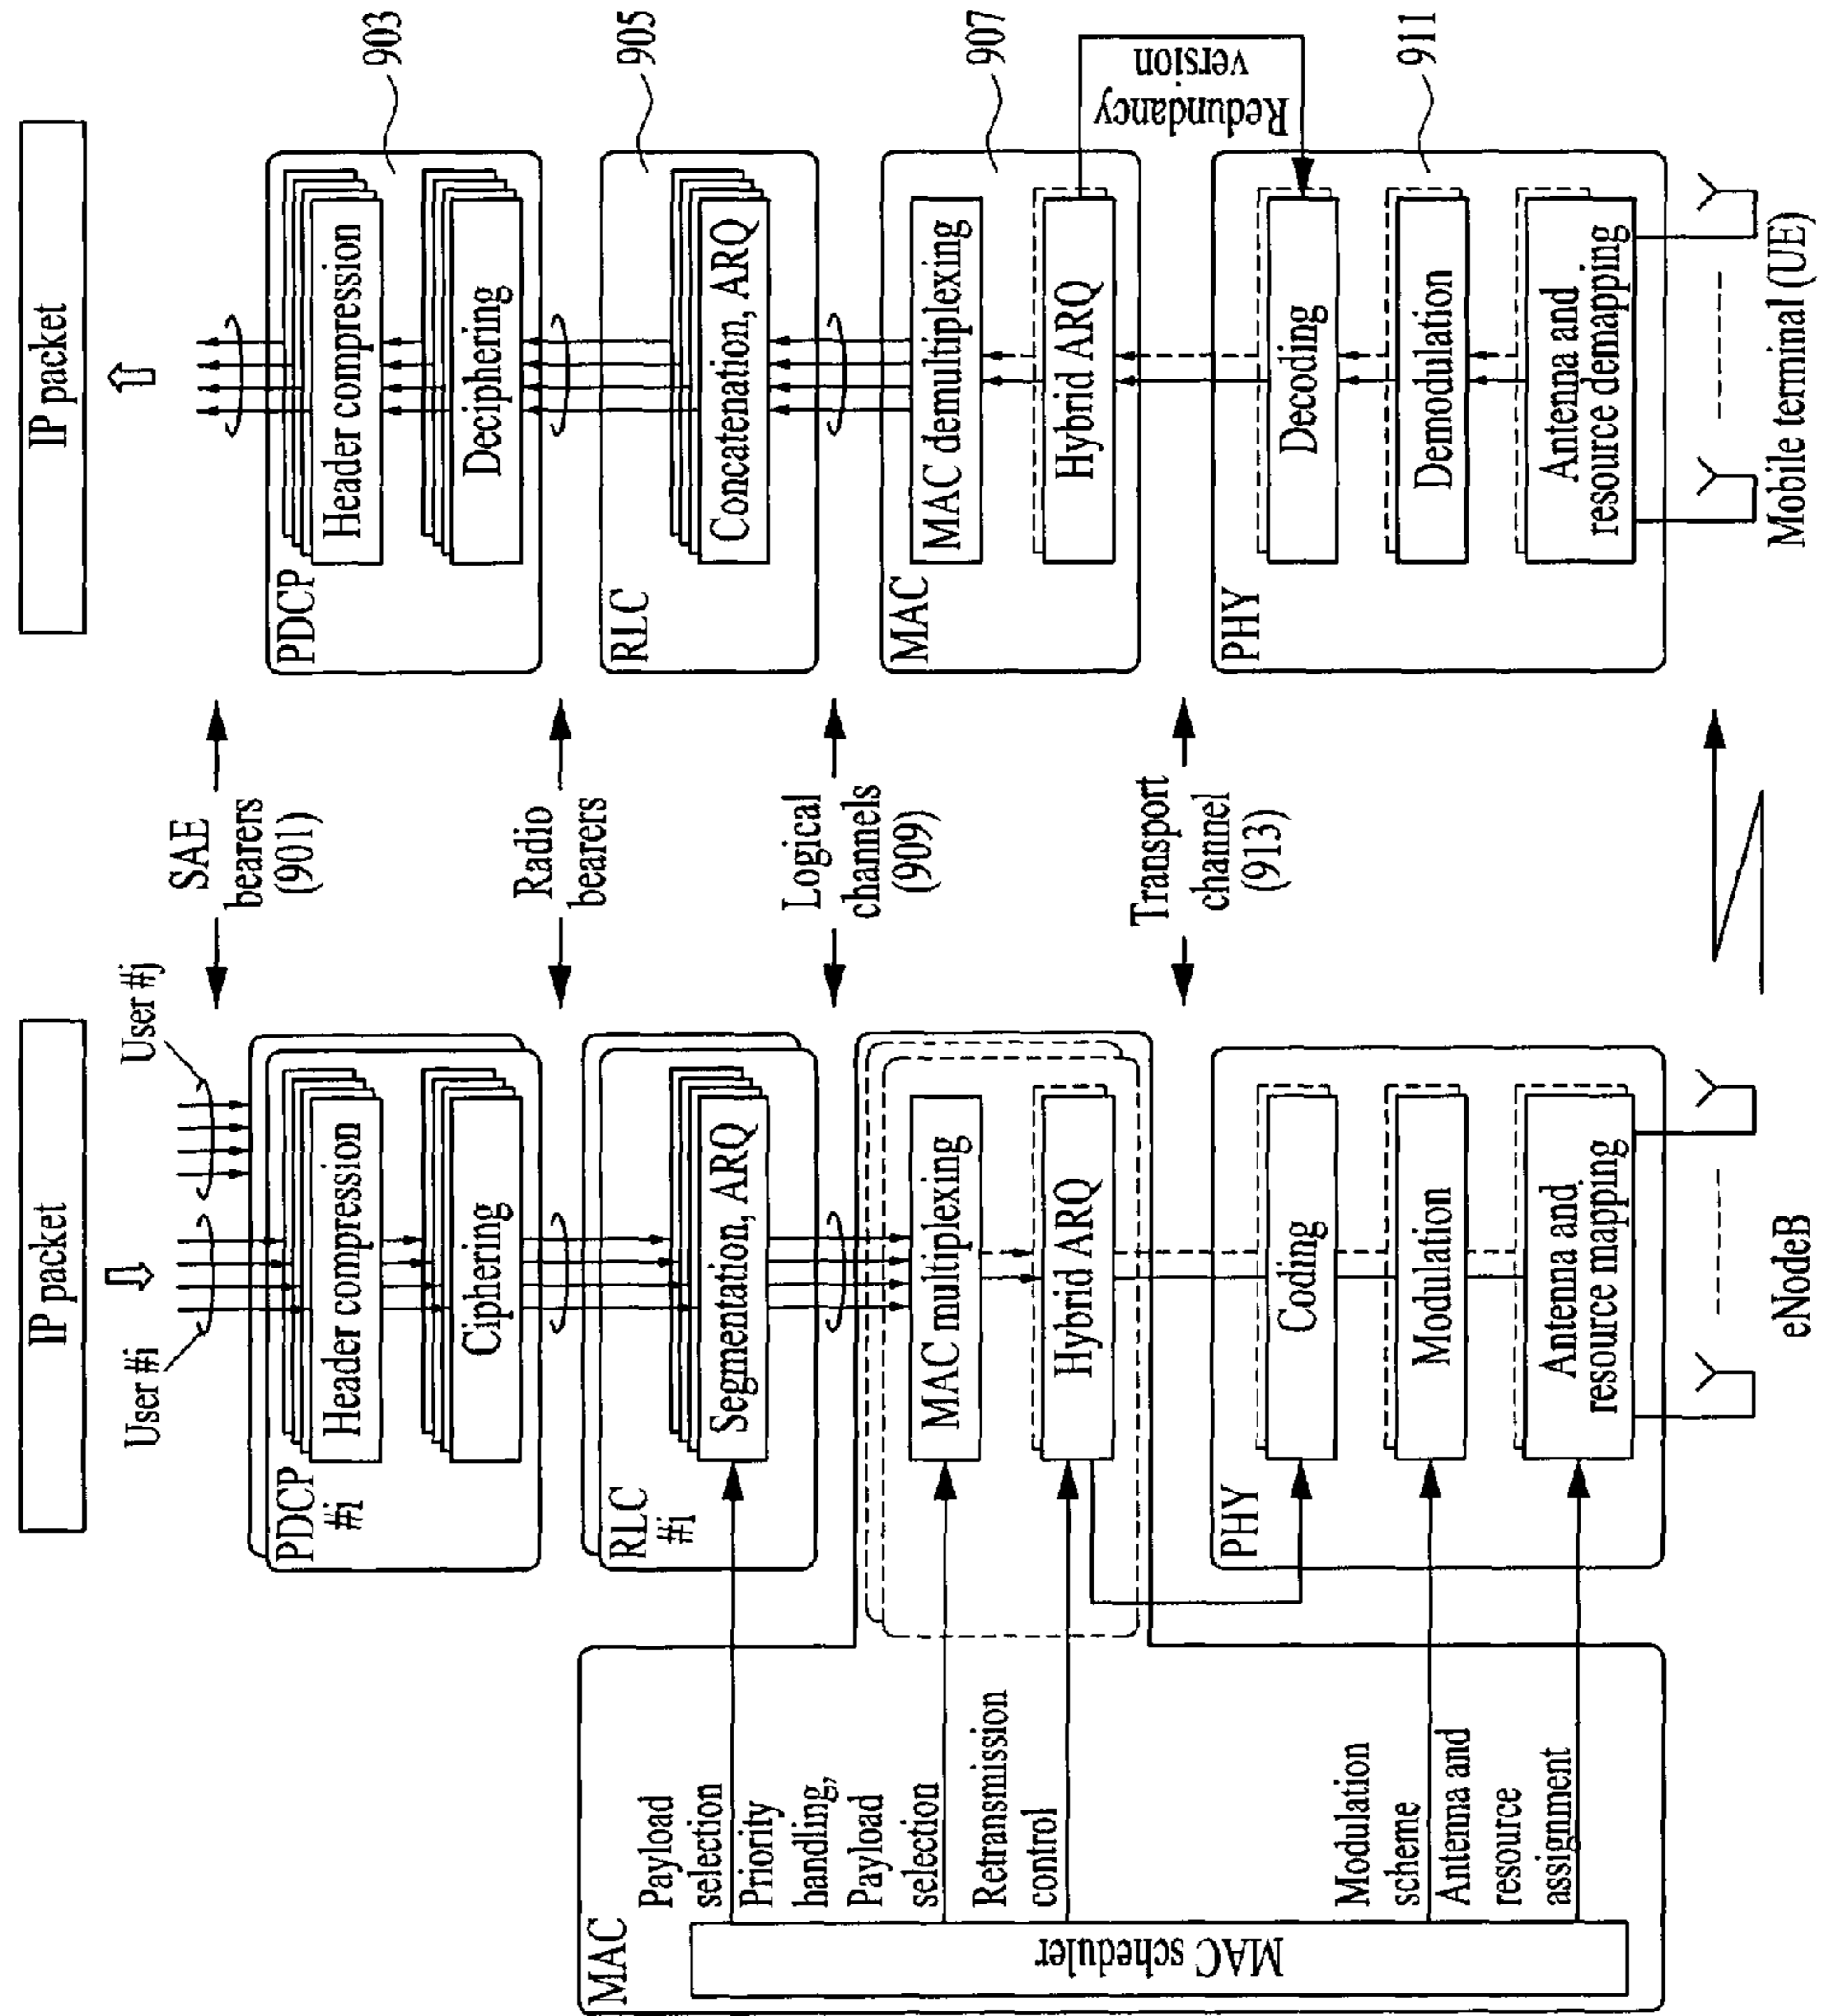 IP packet
IP packet
User #i
User #j
SAE
bearers
(901)
PDCP
#i
Header compression
Ciphering
PDCP
Header compression
Deciphering
903
Radio
bearers
RLC
#i
Segmentation, ARQ
RLC
Concatenation, ARQ
905
Logical
channels
(909)
MAC
MAC scheduler
Payload
selection
Priority
handling,
Payload
selection
Retransmission
control
Modulation
scheme
Antenna and
resource
assignment
MAC multiplexing
Hybrid ARQ
MAC
MAC demultiplexing
Hybrid ARQ
907
Redundancy
version
Transport
channel
(913)
PHY
Coding
Modulation
Antenna and
resource mapping
PHY
Decoding
Demodulation
Antenna and
resource demapping
911
eNodeB
Mobile terminal (UE)